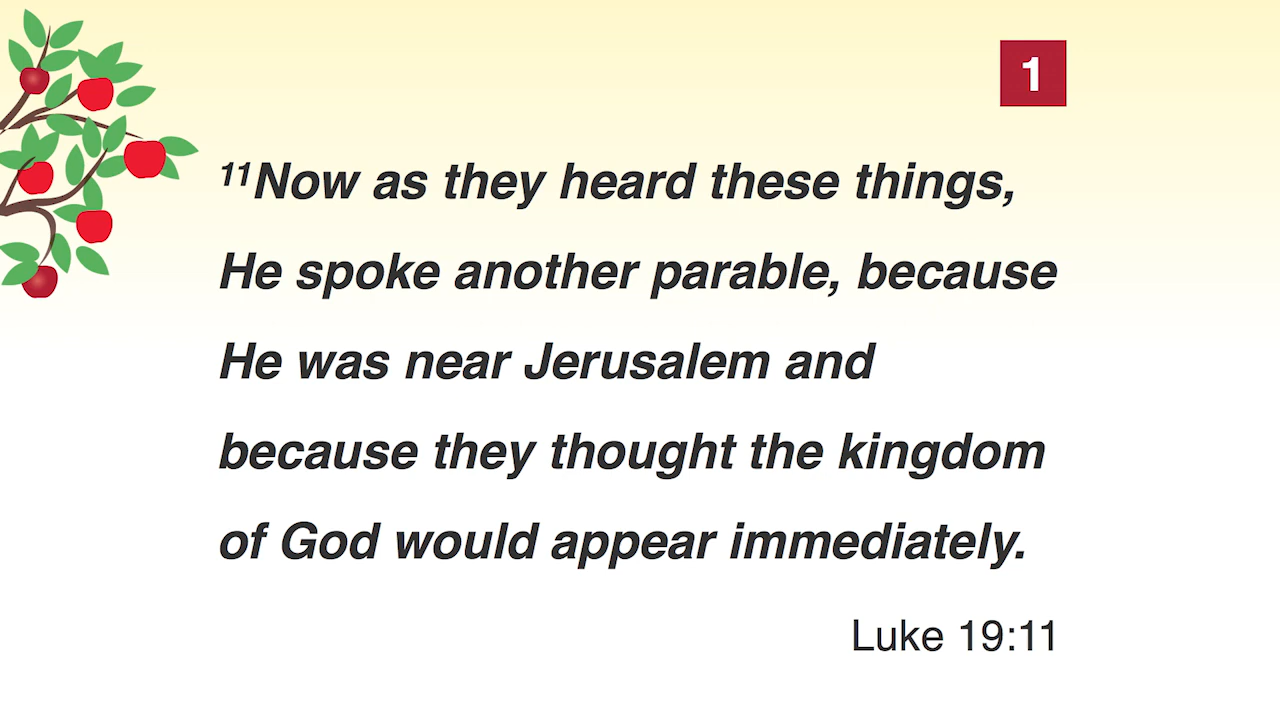 1
¹¹Now as they heard these things,
He spoke another parable, because
He was near Jerusalem and
because they thought the kingdom
of God would appear immediately.
Luke 19:11